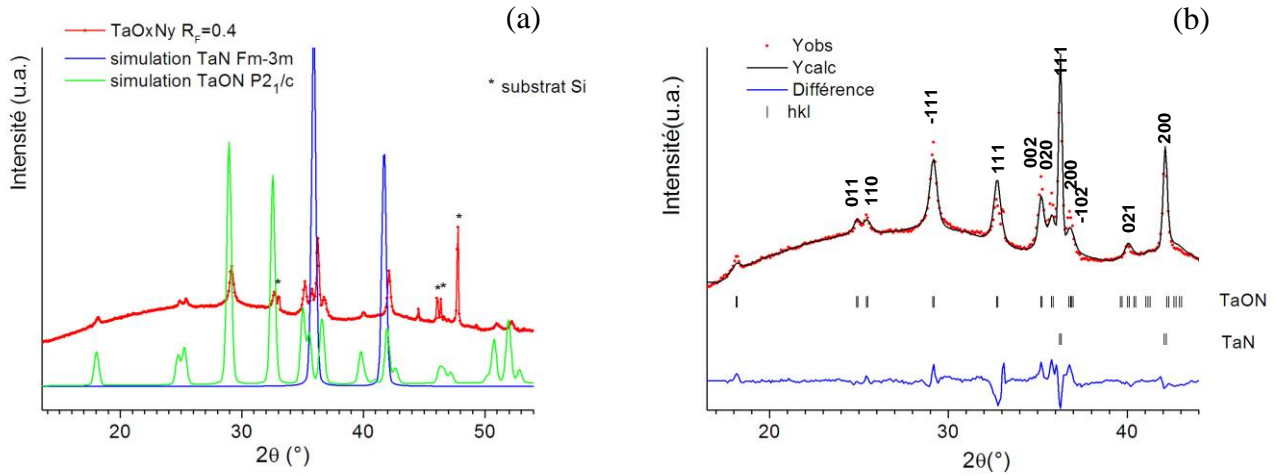 (a)
TaOxNy R_F=0.4
simulation TaN Fm-3m
simulation TaON P2₁/c
* substrat Si
Intensité (u.a.)
*
*
**
20
30
40
50
2θ (°)
(b)
Yobs
Ycalc
Différence
hkl
Intensité(u.a.)
011
110
-111
111
002
020
111
200
-102
021
200
TaON
TaN
20
30
40
2θ(°)